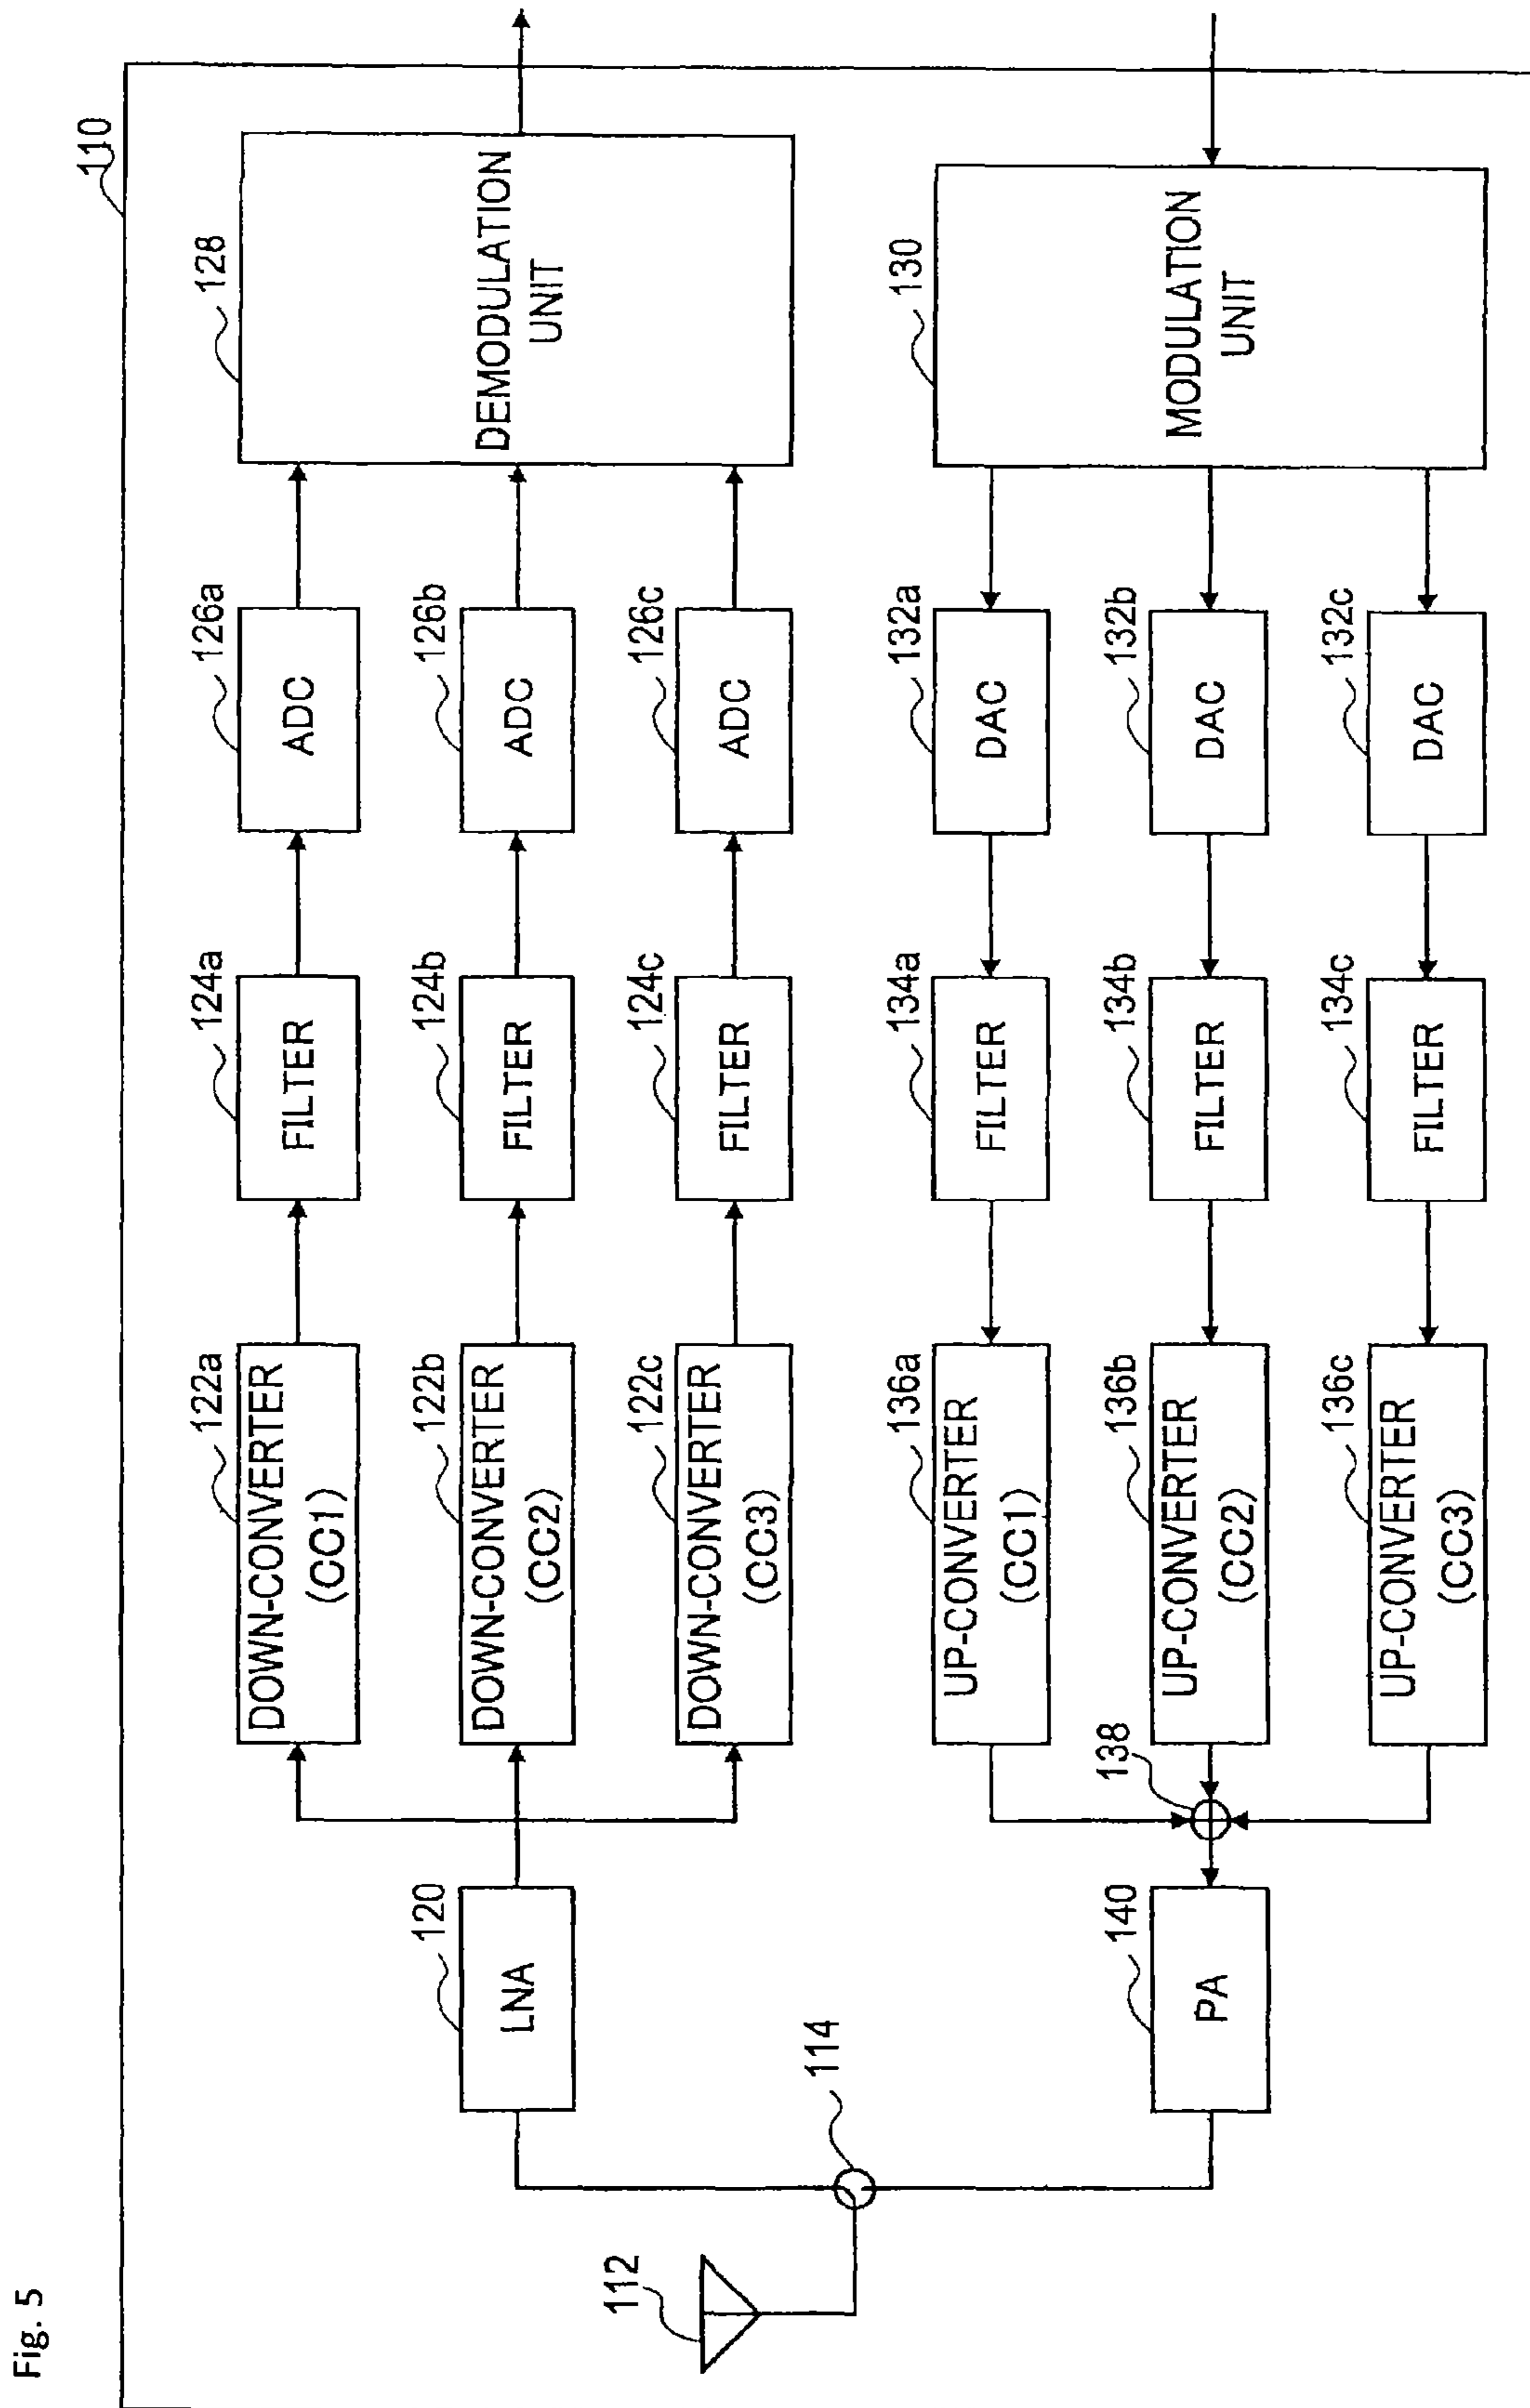 Fig. 5
110
112
114
120
LNA
122a
DOWN-CONVERTER
(CC1)
124a
FILTER
126a
ADC
122b
DOWN-CONVERTER
(CC2)
124b
FILTER
126b
ADC
122c
DOWN-CONVERTER
(CC3)
124c
FILTER
126c
ADC
128
DEMODULATION
UNIT
140
PA
138
136a
UP-CONVERTER
(CC1)
134a
FILTER
132a
DAC
136b
UP-CONVERTER
(CC2)
134b
FILTER
132b
DAC
136c
UP-CONVERTER
(CC3)
134c
FILTER
132c
DAC
130
MODULATION
UNIT